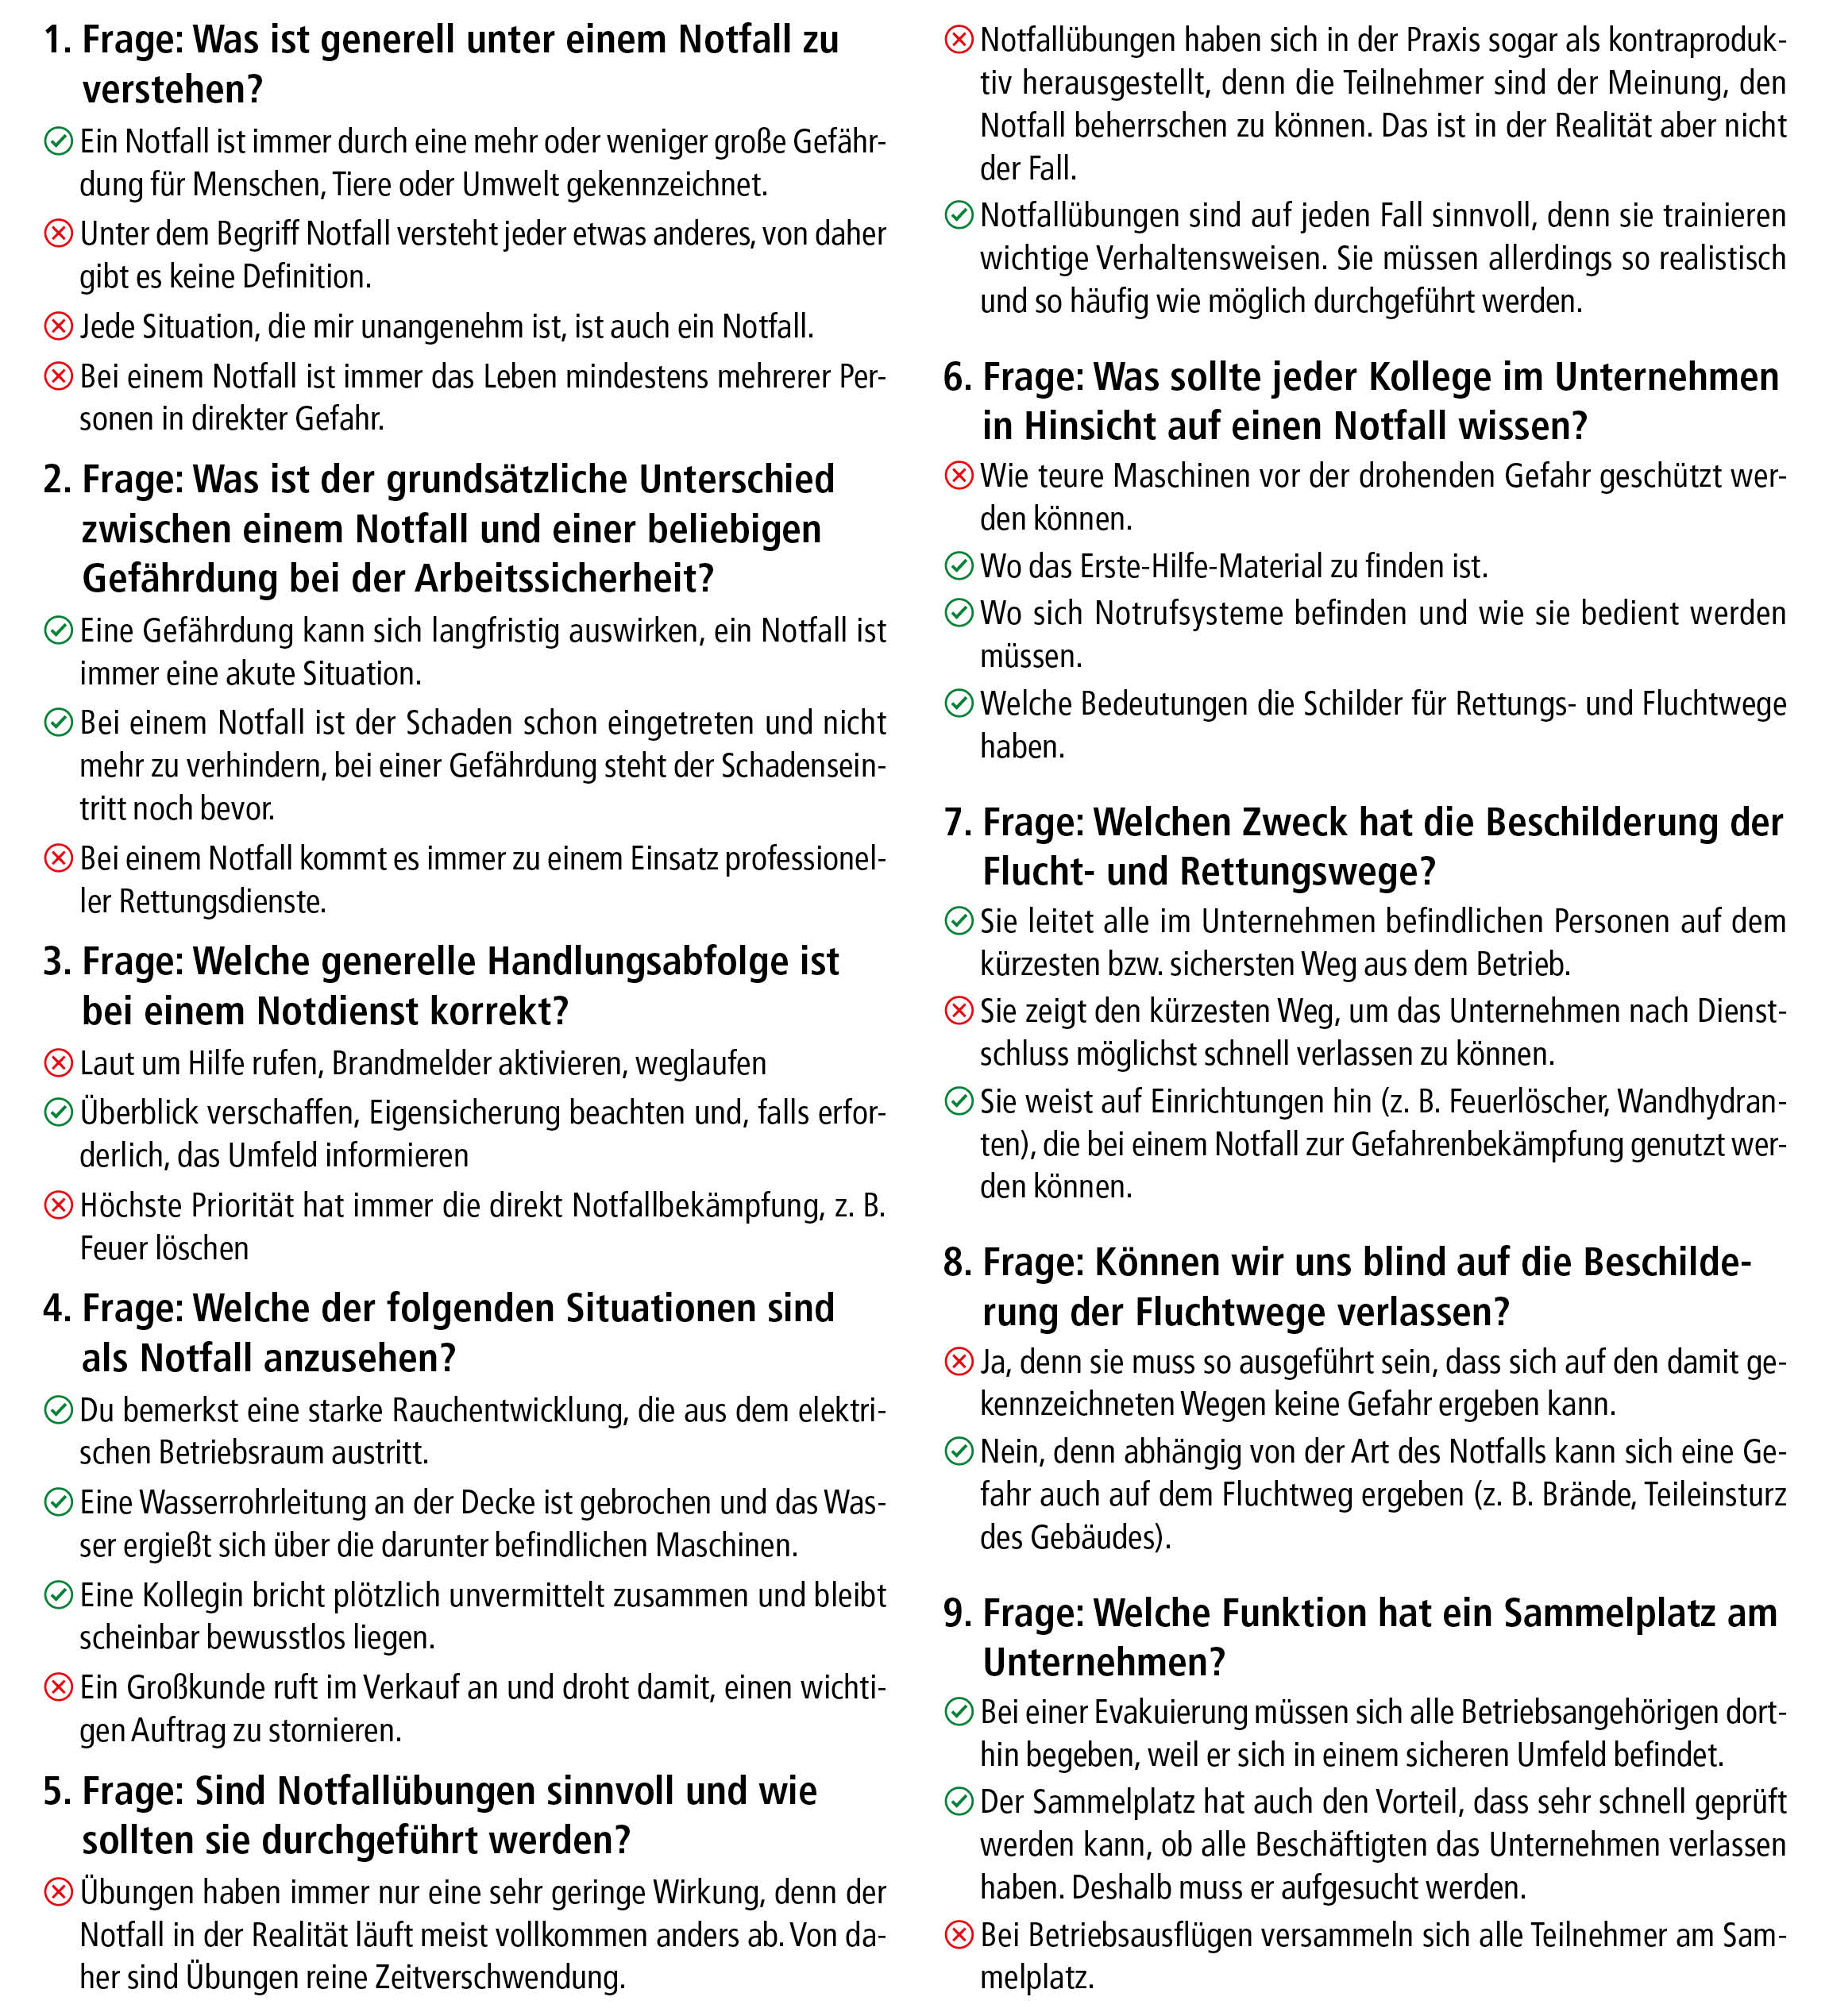 1. Frage: Was ist generell unter einem Notfall zu
verstehen?
Ein Notfall ist immer durch eine mehr oder weniger große Gefähr-
dung für Menschen, Tiere oder Umwelt gekennzeichnet.
Unter dem Begriff Notfall versteht jeder etwas anderes, von daher
gibt es keine Definition.
Jede Situation, die mir unangenehm ist, ist auch ein Notfall.
Bei einem Notfall ist immer das Leben mindestens mehrerer Per-
sonen in direkter Gefahr.
2. Frage: Was ist der grundsätzliche Unterschied
zwischen einem Notfall und einer beliebigen
Gefährdung bei der Arbeitssicherheit?
Eine Gefährdung kann sich langfristig auswirken, ein Notfall ist
immer eine akute Situation.
Bei einem Notfall ist der Schaden schon eingetreten und nicht
mehr zu verhindern, bei einer Gefährdung steht der Schadensein-
tritt noch bevor.
Bei einem Notfall kommt es immer zu einem Einsatz professionel-
ler Rettungsdienste.
3. Frage: Welche generelle Handlungsabfolge ist
bei einem Notdienst korrekt?
Laut um Hilfe rufen, Brandmelder aktivieren, weglaufen
Überblick verschaffen, Eigensicherung beachten und, falls erfor-
derlich, das Umfeld informieren
Höchste Priorität hat immer die direkt Notfallbekämpfung, z. B.
Feuer löschen
4. Frage: Welche der folgenden Situationen sind
als Notfall anzusehen?
Du bemerkst eine starke Rauchentwicklung, die aus dem elektri-
schen Betriebsraum austritt.
Eine Wasserrohrleitung an der Decke ist gebrochen und das Was-
ser ergießt sich über die darunter befindlichen Maschinen.
Eine Kollegin bricht plötzlich unvermittelt zusammen und bleibt
scheinbar bewusstlos liegen.
Ein Großkunde ruft im Verkauf an und droht damit, einen wichti-
gen Auftrag zu stornieren.
5. Frage: Sind Notfallübungen sinnvoll und wie
sollten sie durchgeführt werden?
Übungen haben immer nur eine sehr geringe Wirkung, denn der
Notfall in der Realität läuft meist vollkommen anders ab. Von da-
her sind Übungen reine Zeitverschwendung.
Notfallübungen haben sich in der Praxis sogar als kontraproduk-
tiv herausgestellt, denn die Teilnehmer sind der Meinung, den
Notfall beherrschen zu können. Das ist in der Realität aber nicht
der Fall.
Notfallübungen sind auf jeden Fall sinnvoll, denn sie trainieren
wichtige Verhaltensweisen. Sie müssen allerdings so realistisch
und so häufig wie möglich durchgeführt werden.
6. Frage: Was sollte jeder Kollege im Unternehmen
in Hinsicht auf einen Notfall wissen?
Wie teure Maschinen vor der drohenden Gefahr geschützt wer-
den können.
Wo das Erste-Hilfe-Material zu finden ist.
Wo sich Notrufsysteme befinden und wie sie bedient werden
müssen.
Welche Bedeutungen die Schilder für Rettungs- und Fluchtwege
haben.
7. Frage: Welchen Zweck hat die Beschilderung der
Flucht- und Rettungswege?
Sie leitet alle im Unternehmen befindlichen Personen auf dem
kürzesten bzw. sichersten Weg aus dem Betrieb.
Sie zeigt den kürzesten Weg, um das Unternehmen nach Dienst-
schluss möglichst schnell verlassen zu können.
Sie weist auf Einrichtungen hin (z. B. Feuerlöscher, Wandhydran-
ten), die bei einem Notfall zur Gefahrenbekämpfung genutzt wer-
den können.
8. Frage: Können wir uns blind auf die Beschilde-
rung der Fluchtwege verlassen?
Ja, denn sie muss so ausgeführt sein, dass sich auf den damit ge-
kennzeichneten Wegen keine Gefahr ergeben kann.
Nein, denn abhängig von der Art des Notfalls kann sich eine Ge-
fahr auch auf dem Fluchtweg ergeben (z. B. Brände, Teileinsturz
des Gebäudes).
9. Frage: Welche Funktion hat ein Sammelplatz am
Unternehmen?
Bei einer Evakuierung müssen sich alle Betriebsangehörigen dort-
hin begeben, weil er sich in einem sicheren Umfeld befindet.
Der Sammelplatz hat auch den Vorteil, dass sehr schnell geprüft
werden kann, ob alle Beschäftigten das Unternehmen verlassen
haben. Deshalb muss er aufgesucht werden.
Bei Betriebsausflügen versammeln sich alle Teilnehmer am Sam-
melplatz.